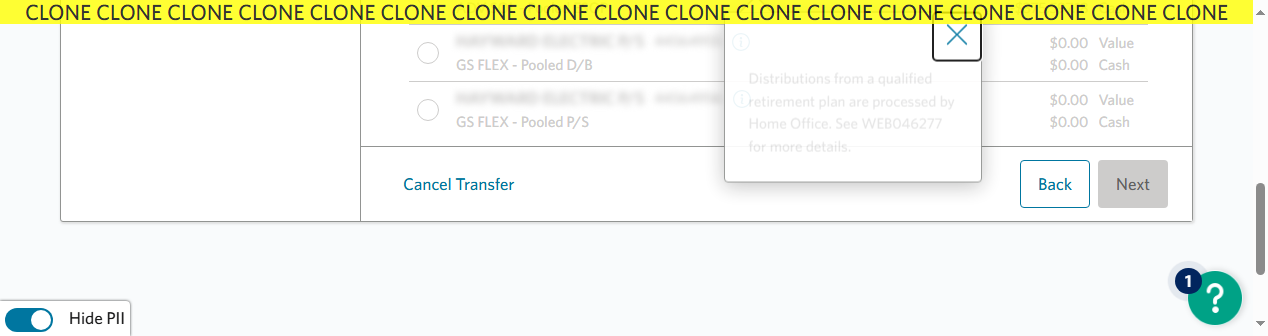 CLONE CLONE CLONE CLONE CLONE CLONE CLONE CLONE CLONE CLONE CLONE CLONE CLONE CLONE CLONE CLONE CLONE
$0.00 Value
GS FLEX - Pooled D/B
$0.00 Cash
Distributions from a qualified
retirement plan are processed by
Home Office. See WEB046277
for more details.
$0.00 Value
GS FLEX - Pooled P/S
$0.00 Cash
Cancel Transfer
Back
Next
1
?
Hide PII